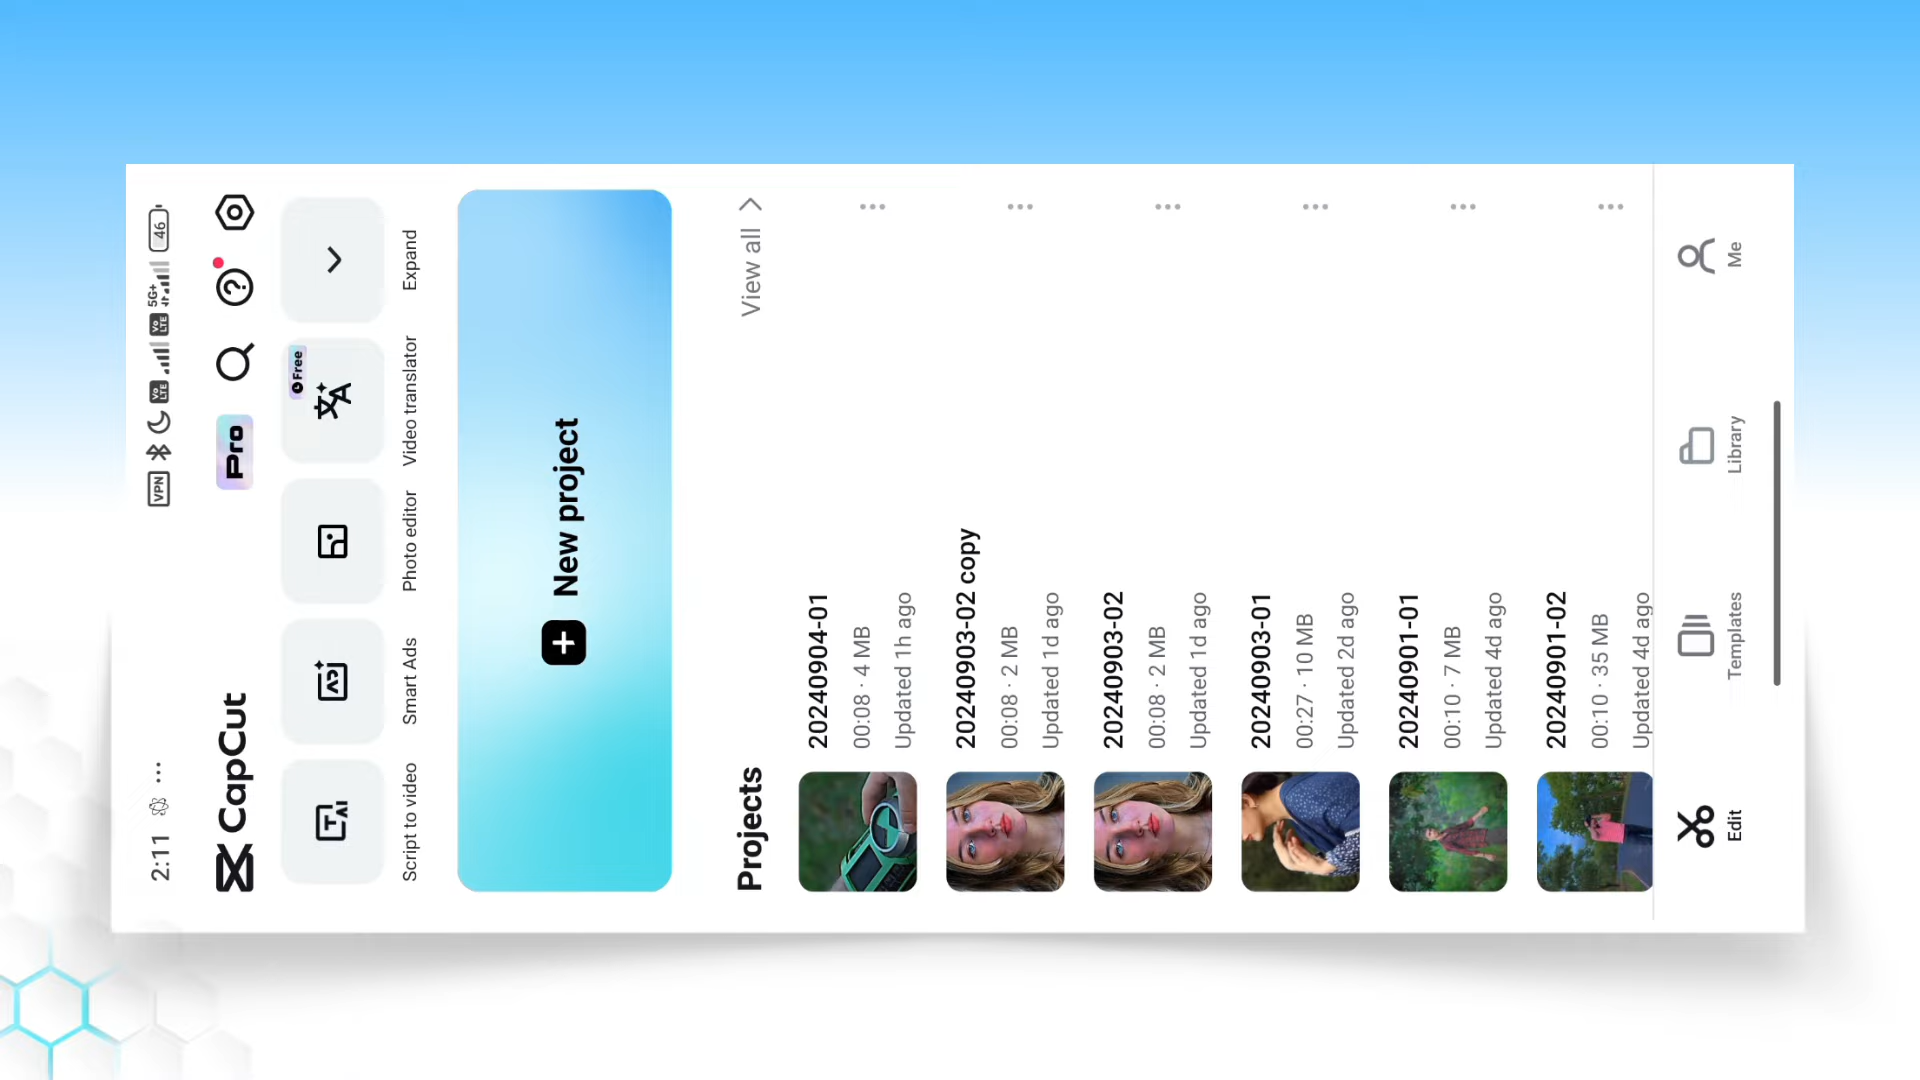 2:11 ... VPN Vo LTE Vo LTE 5G+ 46
CapCut Pro
Free
Script to video Smart Ads Photo editor Video translator Expand
New project
Projects View all
20240904-01
00:08 · 4 MB
Updated 1h ago
20240903-02 copy
00:08 · 2 MB
Updated 1d ago
20240903-02
00:08 · 2 MB
Updated 1d ago
20240903-01
00:27 · 10 MB
Updated 2d ago
20240901-01
00:10 · 7 MB
Updated 4d ago
20240901-02
00:10 · 35 MB
Updated 4d ago
Edit Templates Library Me